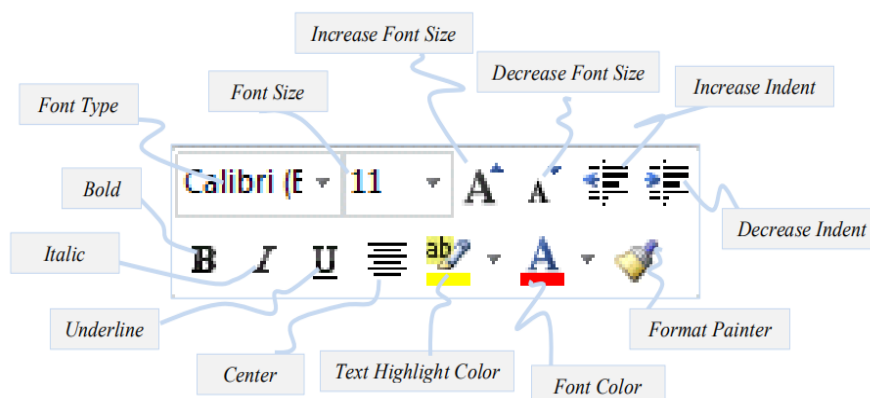 Increase Font Size
Decrease Font Size
Increase Indent
Font Size
Font Type
Calibri (E
11
A
A
Bold
Decrease Indent
B I U ab A
Italic
Underline
Format Painter
Center
Text Highlight Color
Font Color